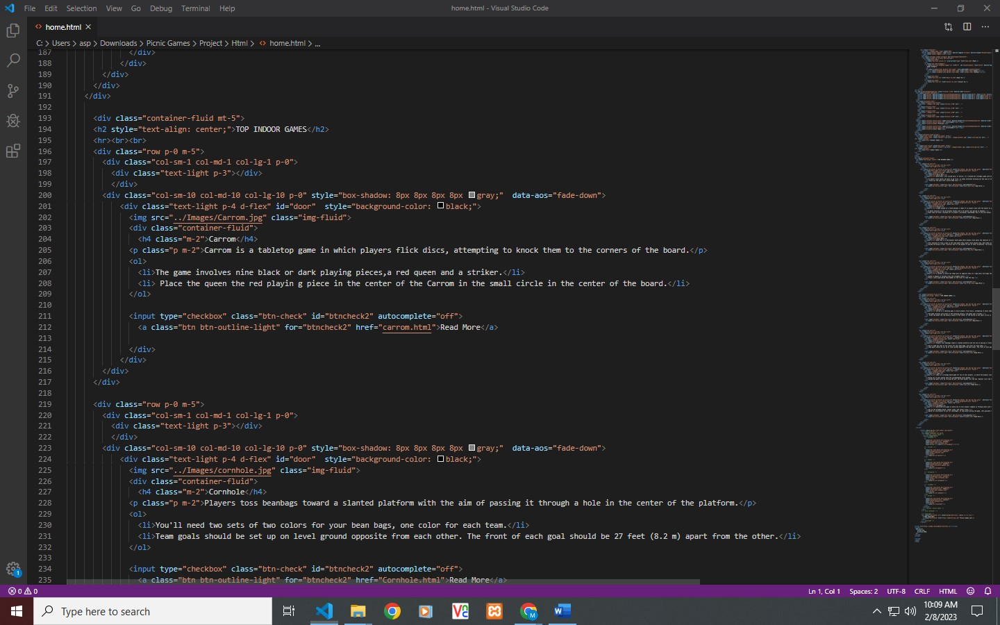 File Edit Selection View Go Debug Terminal Help home.html - Visual Studio Code
home.html
C: > Users > asp > Downloads > Picnic Games > Project > Html > home.html > ...
187 </div>
188 </div>
189 </div>
190 </div>
191 </div>
192
193 <div class="container-fluid mt-5">
194 <h2 style="text-align: center;">TOP INDOOR GAMES</h2>
195 <hr><br><br>
196 <div class="row p-0 m-5">
197 <div class="col-sm-1 col-md-1 col-lg-1 p-0">
198 <div class="text-light p-3"></div>
199 </div>
200 <div class="col-sm-10 col-md-10 col-lg-10 p-0" style="box-shadow: 8px 8px 8px 8px gray;" data-aos="fade-down">
201 <div class="text-light p-4 d-flex" id="door" style="background-color: black;">
202 <img src="../Images/Carrom.jpg" class="img-fluid">
203 <div class="container-fluid">
204 <h4 class="m-2">Carrom</h4>
205 <p class="p m-2">Carrom is a tabletop game in which players flick discs, attempting to knock them to the corners of the board.</p>
206 <ol>
207 <li>The game involves nine black or dark playing pieces,a red queen and a striker.</li>
208 <li> Place the queen the red playin g piece in the center of the Carrom in the small circle in the center of the board.</li>
209 </ol>
210
211 <input type="checkbox" class="btn-check" id="btncheck2" autocomplete="off">
212 <a class="btn btn-outline-light" for="btncheck2" href="carrom.html">Read More</a>
213
214 </div>
215 </div>
216 </div>
217 </div>
218
219 <div class="row p-0 m-5">
220 <div class="col-sm-1 col-md-1 col-lg-1 p-0">
221 <div class="text-light p-3"></div>
222 </div>
223 <div class="col-sm-10 col-md-10 col-lg-10 p-0" style="box-shadow: 8px 8px 8px 8px gray;" data-aos="fade-down">
224 <div class="text-light p-4 d-flex" id="door" style="background-color: black;">
225 <img src="../Images/cornhole.jpg" class="img-fluid">
226 <div class="container-fluid">
227 <h4 class="m-2">Cornhole</h4>
228 <p class="p m-2">Players toss beanbags toward a slanted platform with the aim of passing it through a hole in the center of the platform.</p>
229 <ol>
230 <li>You'll need two sets of two colors for your bean bags, one color for each team.</li>
231 <li>Team goals should be set up on level ground opposite from each other. The front of each goal should be 27 feet (8.2 m) apart from the other.</li>
232 </ol>
233
234 <input type="checkbox" class="btn-check" id="btncheck2" autocomplete="off">
235 <a class="btn btn-outline-light" for="btncheck2" href="Cornhole.html">Read More</a>
1
0 0 Ln 1, Col 1 Spaces: 2 UTF-8 CRLF HTML
Type here to search
VNC
M
W
10:09 AM
2/8/2023